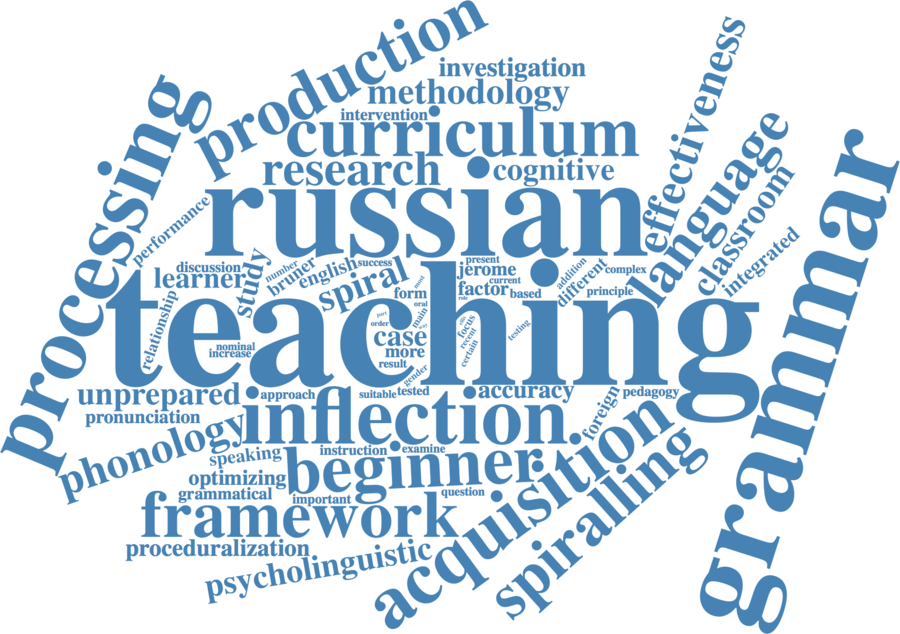 production
investigation
methodology
intervention
curriculum
research
cognitive
effectiveness
processing
russian
language
classroom
grammar
performance
integrated
discussion
learner
study
number
bruner
english
success
spiral
present
jerome
current
factor
based
role
addition
different
complex
principle
form
most
oral
main
way
part
order
case
more
result
gender
focus
recent
certain
testing
relationship
teaching
nominal
increase
unprepared
approach
suitable
tested
accuracy
pedagogy
pronunciation
inflection
foreign
phonology
speaking
instruction
examine
beginner
acquisition
optimizing
grammatical
important
question
framework
spiralling
proceduralization
psycholinguistic